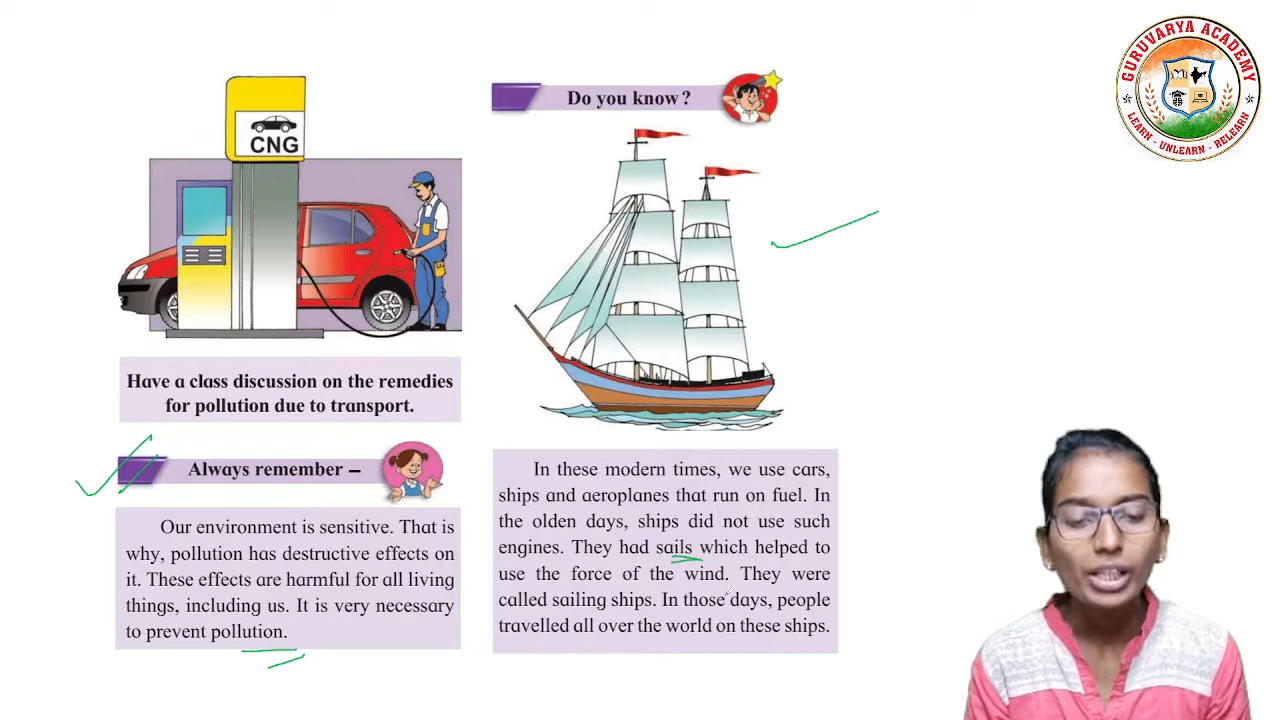 CNG
Have a class discussion on the remedies
for pollution due to transport.
Always remember –
Our environment is sensitive. That is
why, pollution has destructive effects on
it. These effects are harmful for all living
things, including us. It is very necessary
to prevent pollution.
Do you know?
In these modern times, we use cars,
ships and aeroplanes that run on fuel. In
the olden days, ships did not use such
engines. They had sails which helped to
use the force of the wind. They were
called sailing ships. In those days, people
travelled all over the world on these ships.
GURUVARYA ACADEMY
LEARN - UNLEARN - RELEARN